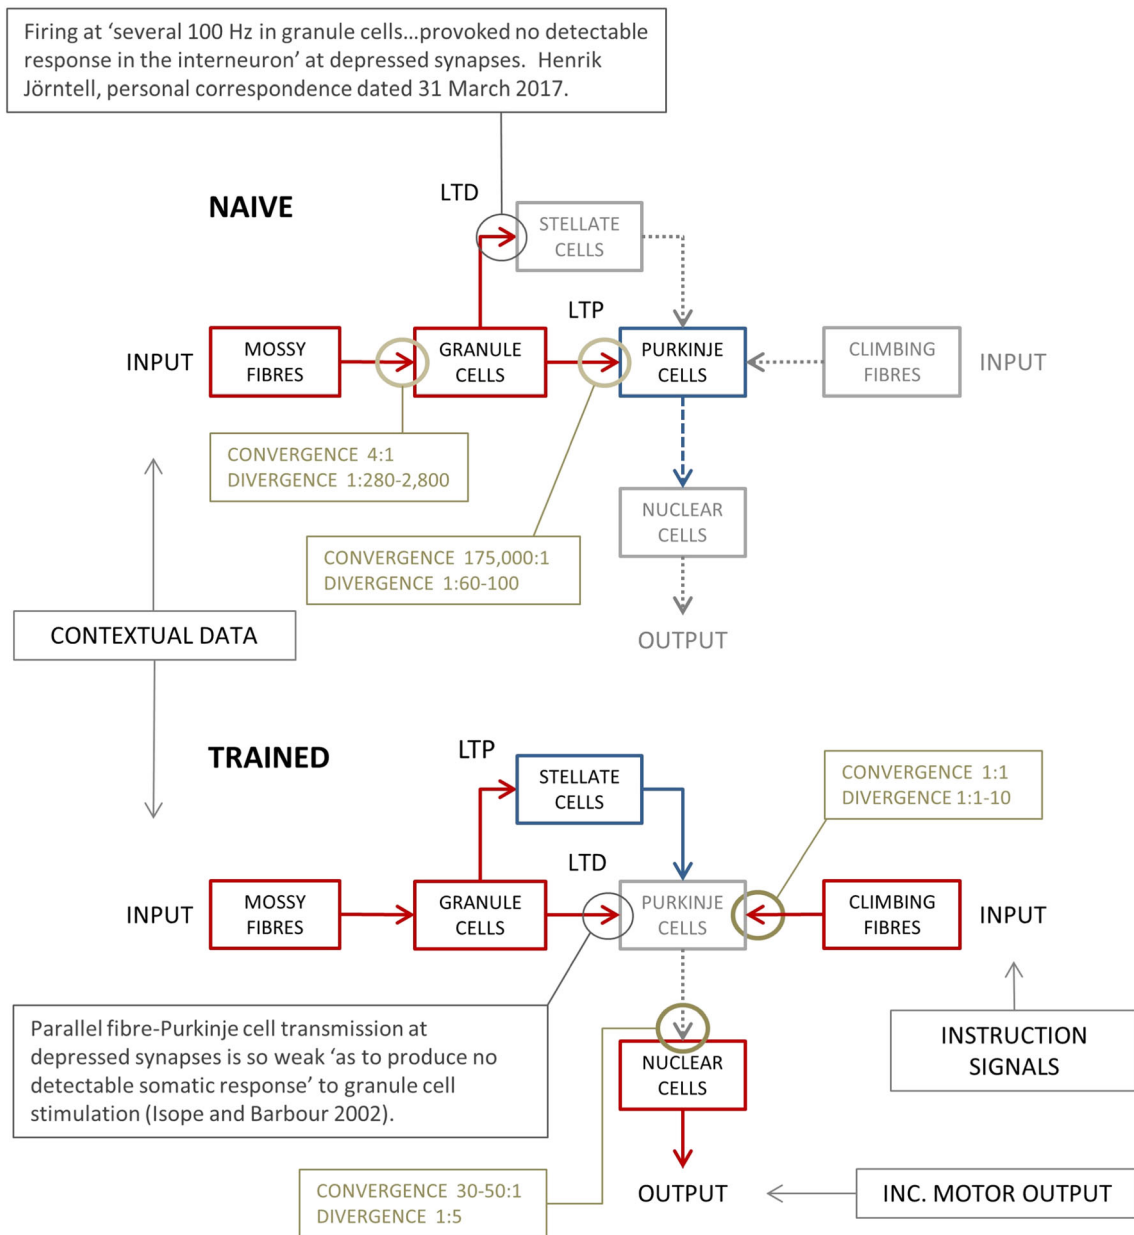 Firing at ‘several 100 Hz in granule cells…provoked no detectable
response in the interneuron’ at depressed synapses.  Henrik
Jörntell, personal correspondence dated 31 March 2017.
LTD
NAIVE
STELLATE
CELLS
LTP
INPUT
MOSSY
FIBRES
GRANULE
CELLS
PURKINJE
CELLS
CLIMBING
FIBRES
INPUT
CONVERGENCE  4:1
DIVERGENCE  1:280-2,800
NUCLEAR
CELLS
CONVERGENCE  175,000:1
DIVERGENCE  1:60-100
CONTEXTUAL DATA
OUTPUT
TRAINED
LTP
STELLATE
CELLS
CONVERGENCE  1:1
DIVERGENCE 1:1-10
LTD
INPUT
MOSSY
FIBRES
GRANULE
CELLS
PURKINJE
CELLS
CLIMBING
FIBRES
INPUT
Parallel fibre-Purkinje cell transmission at
depressed synapses is so weak ‘as to produce no
detectable somatic response’ to granule cell
stimulation (Isope and Barbour 2002).
NUCLEAR
CELLS
INSTRUCTION
SIGNALS
CONVERGENCE  30-50:1
DIVERGENCE  1:5
OUTPUT
INC. MOTOR OUTPUT